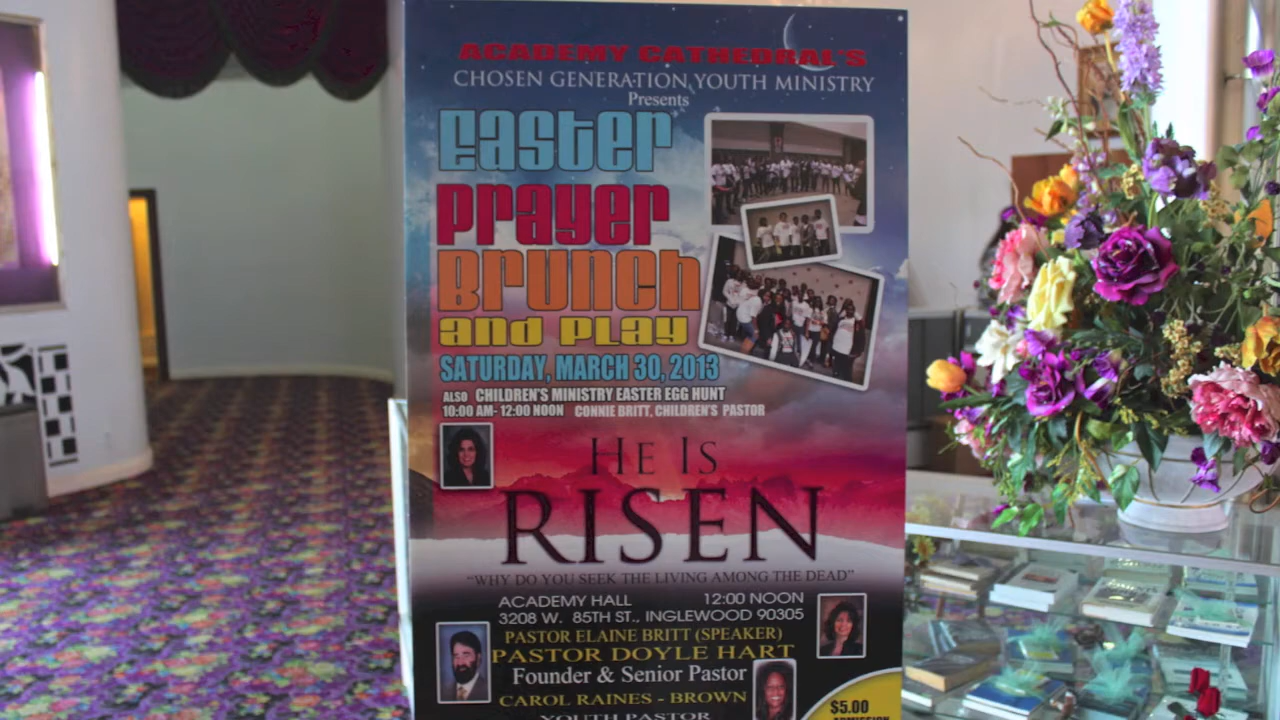 ACADEMY CATHEDRAL'S
CHOSEN GENERATION YOUTH MINISTRY
Presents
Easter
Prayer
Brunch
and PLAY
SATURDAY, MARCH 30, 2013
ALSO CHILDREN'S MINISTRY EASTER EGG HUNT
10:00 AM- 12:00 NOON CONNIE BRITT, CHILDREN'S PASTOR
HE IS
RISEN
"WHY DO YOU SEEK THE LIVING AMONG THE DEAD"
ACADEMY HALL 12:00 NOON
3208 W. 85TH ST., INGLEWOOD 90305
PASTOR ELAINE BRITT (SPEAKER)
PASTOR DOYLE HART
Founder & Senior Pastor
CAROL RAINES - BROWN
YOUTH PASTOR
$5.00
ADMISSION